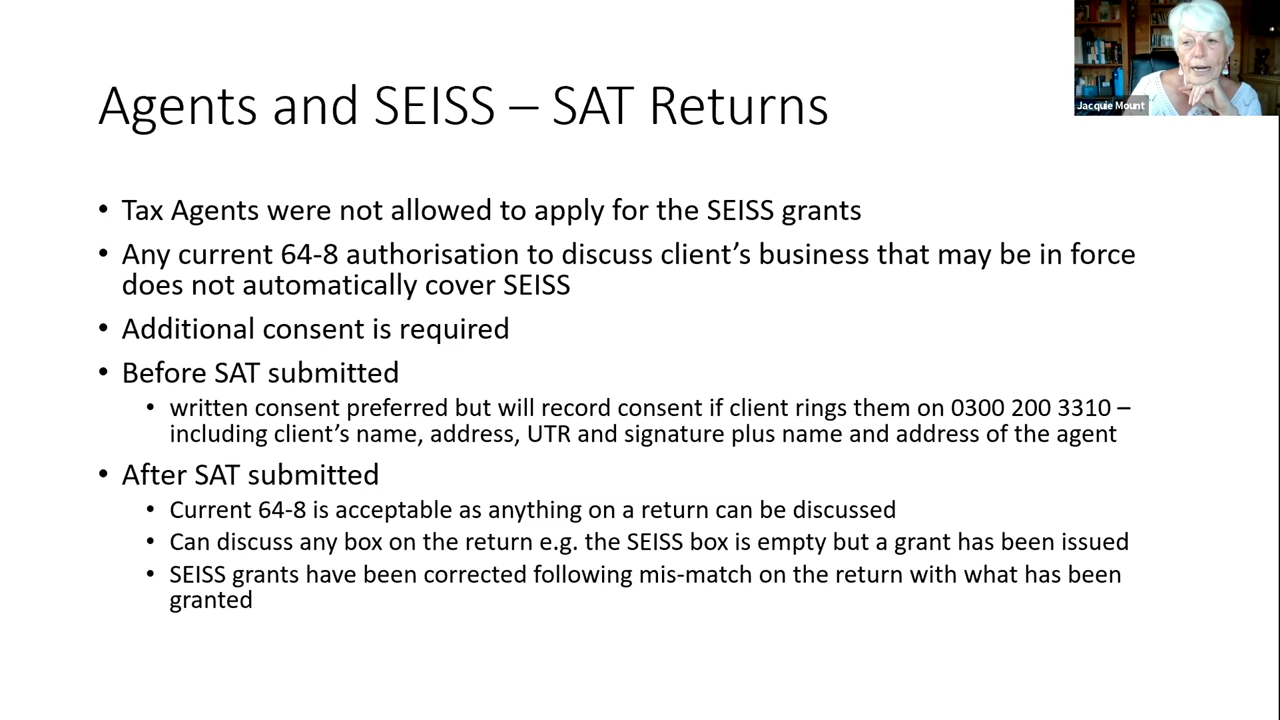 Jacquie Mount
Agents and SEISS – SAT Returns
• Tax Agents were not allowed to apply for the SEISS grants
• Any current 64-8 authorisation to discuss client’s business that may be in force
does not automatically cover SEISS
• Additional consent is required
• Before SAT submitted
• written consent preferred but will record consent if client rings them on 0300 200 3310 –
including client’s name, address, UTR and signature plus name and address of the agent
• After SAT submitted
• Current 64-8 is acceptable as anything on a return can be discussed
• Can discuss any box on the return e.g. the SEISS box is empty but a grant has been issued
• SEISS grants have been corrected following mis-match on the return with what has been
granted